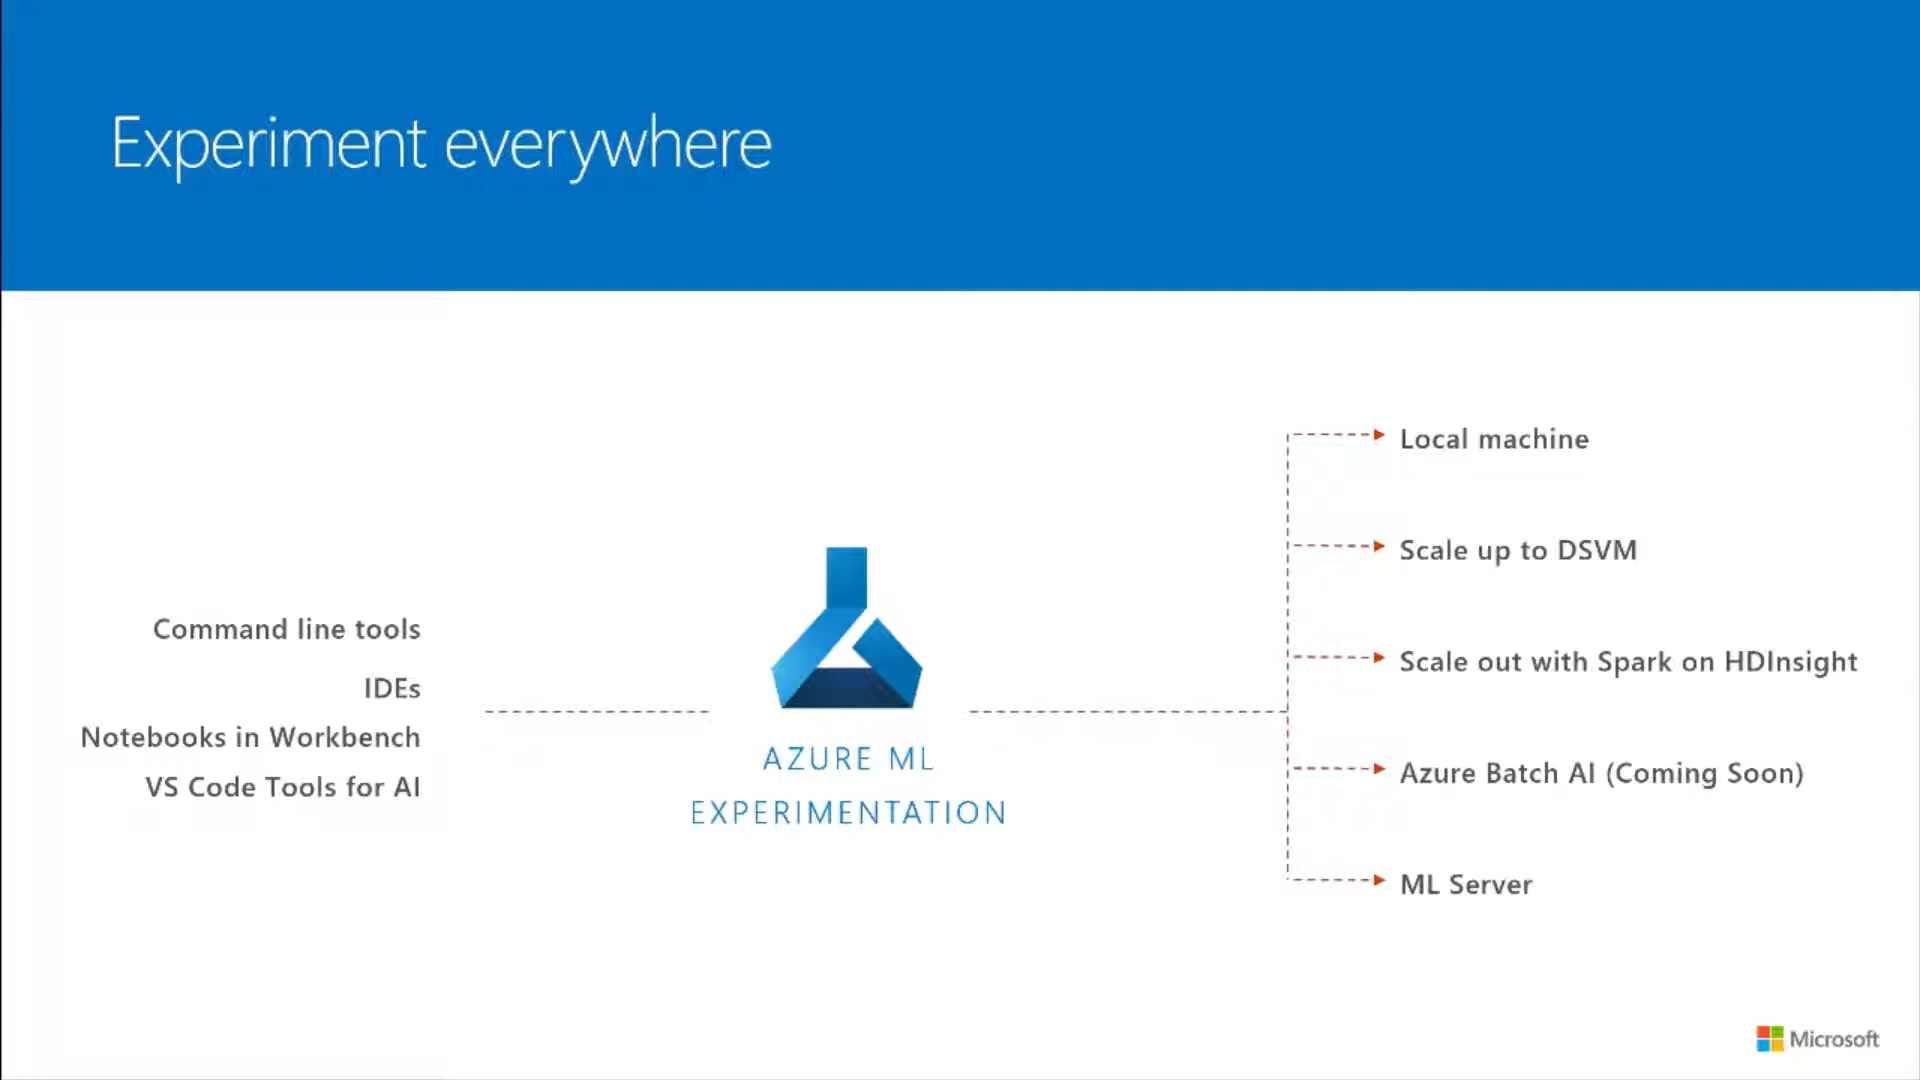 Experiment everywhere
Command line tools
IDEs
Notebooks in Workbench
VS Code Tools for AI
AZURE ML
EXPERIMENTATION
Local machine
Scale up to DSVM
Scale out with Spark on HDInsight
Azure Batch AI (Coming Soon)
ML Server
Microsoft